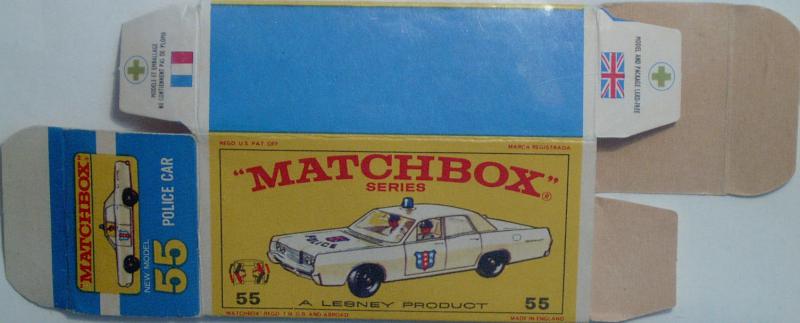 MODELS ET EMBALLAGE
NE CONTIENNENT PAS DE PLOMB
MODEL AND PACKAGE LEAD-FREE
"MATCHBOX"
NEW MODEL
55
POLICE CAR
REGD U.S. PAT. OFF
MARCA REGISTRADA
"MATCHBOX"®
SERIES
POLICE
55
A LESNEY PRODUCT
55
"MATCHBOX" REGD T.M. G.B. AND ABROAD
MADE IN ENGLAND